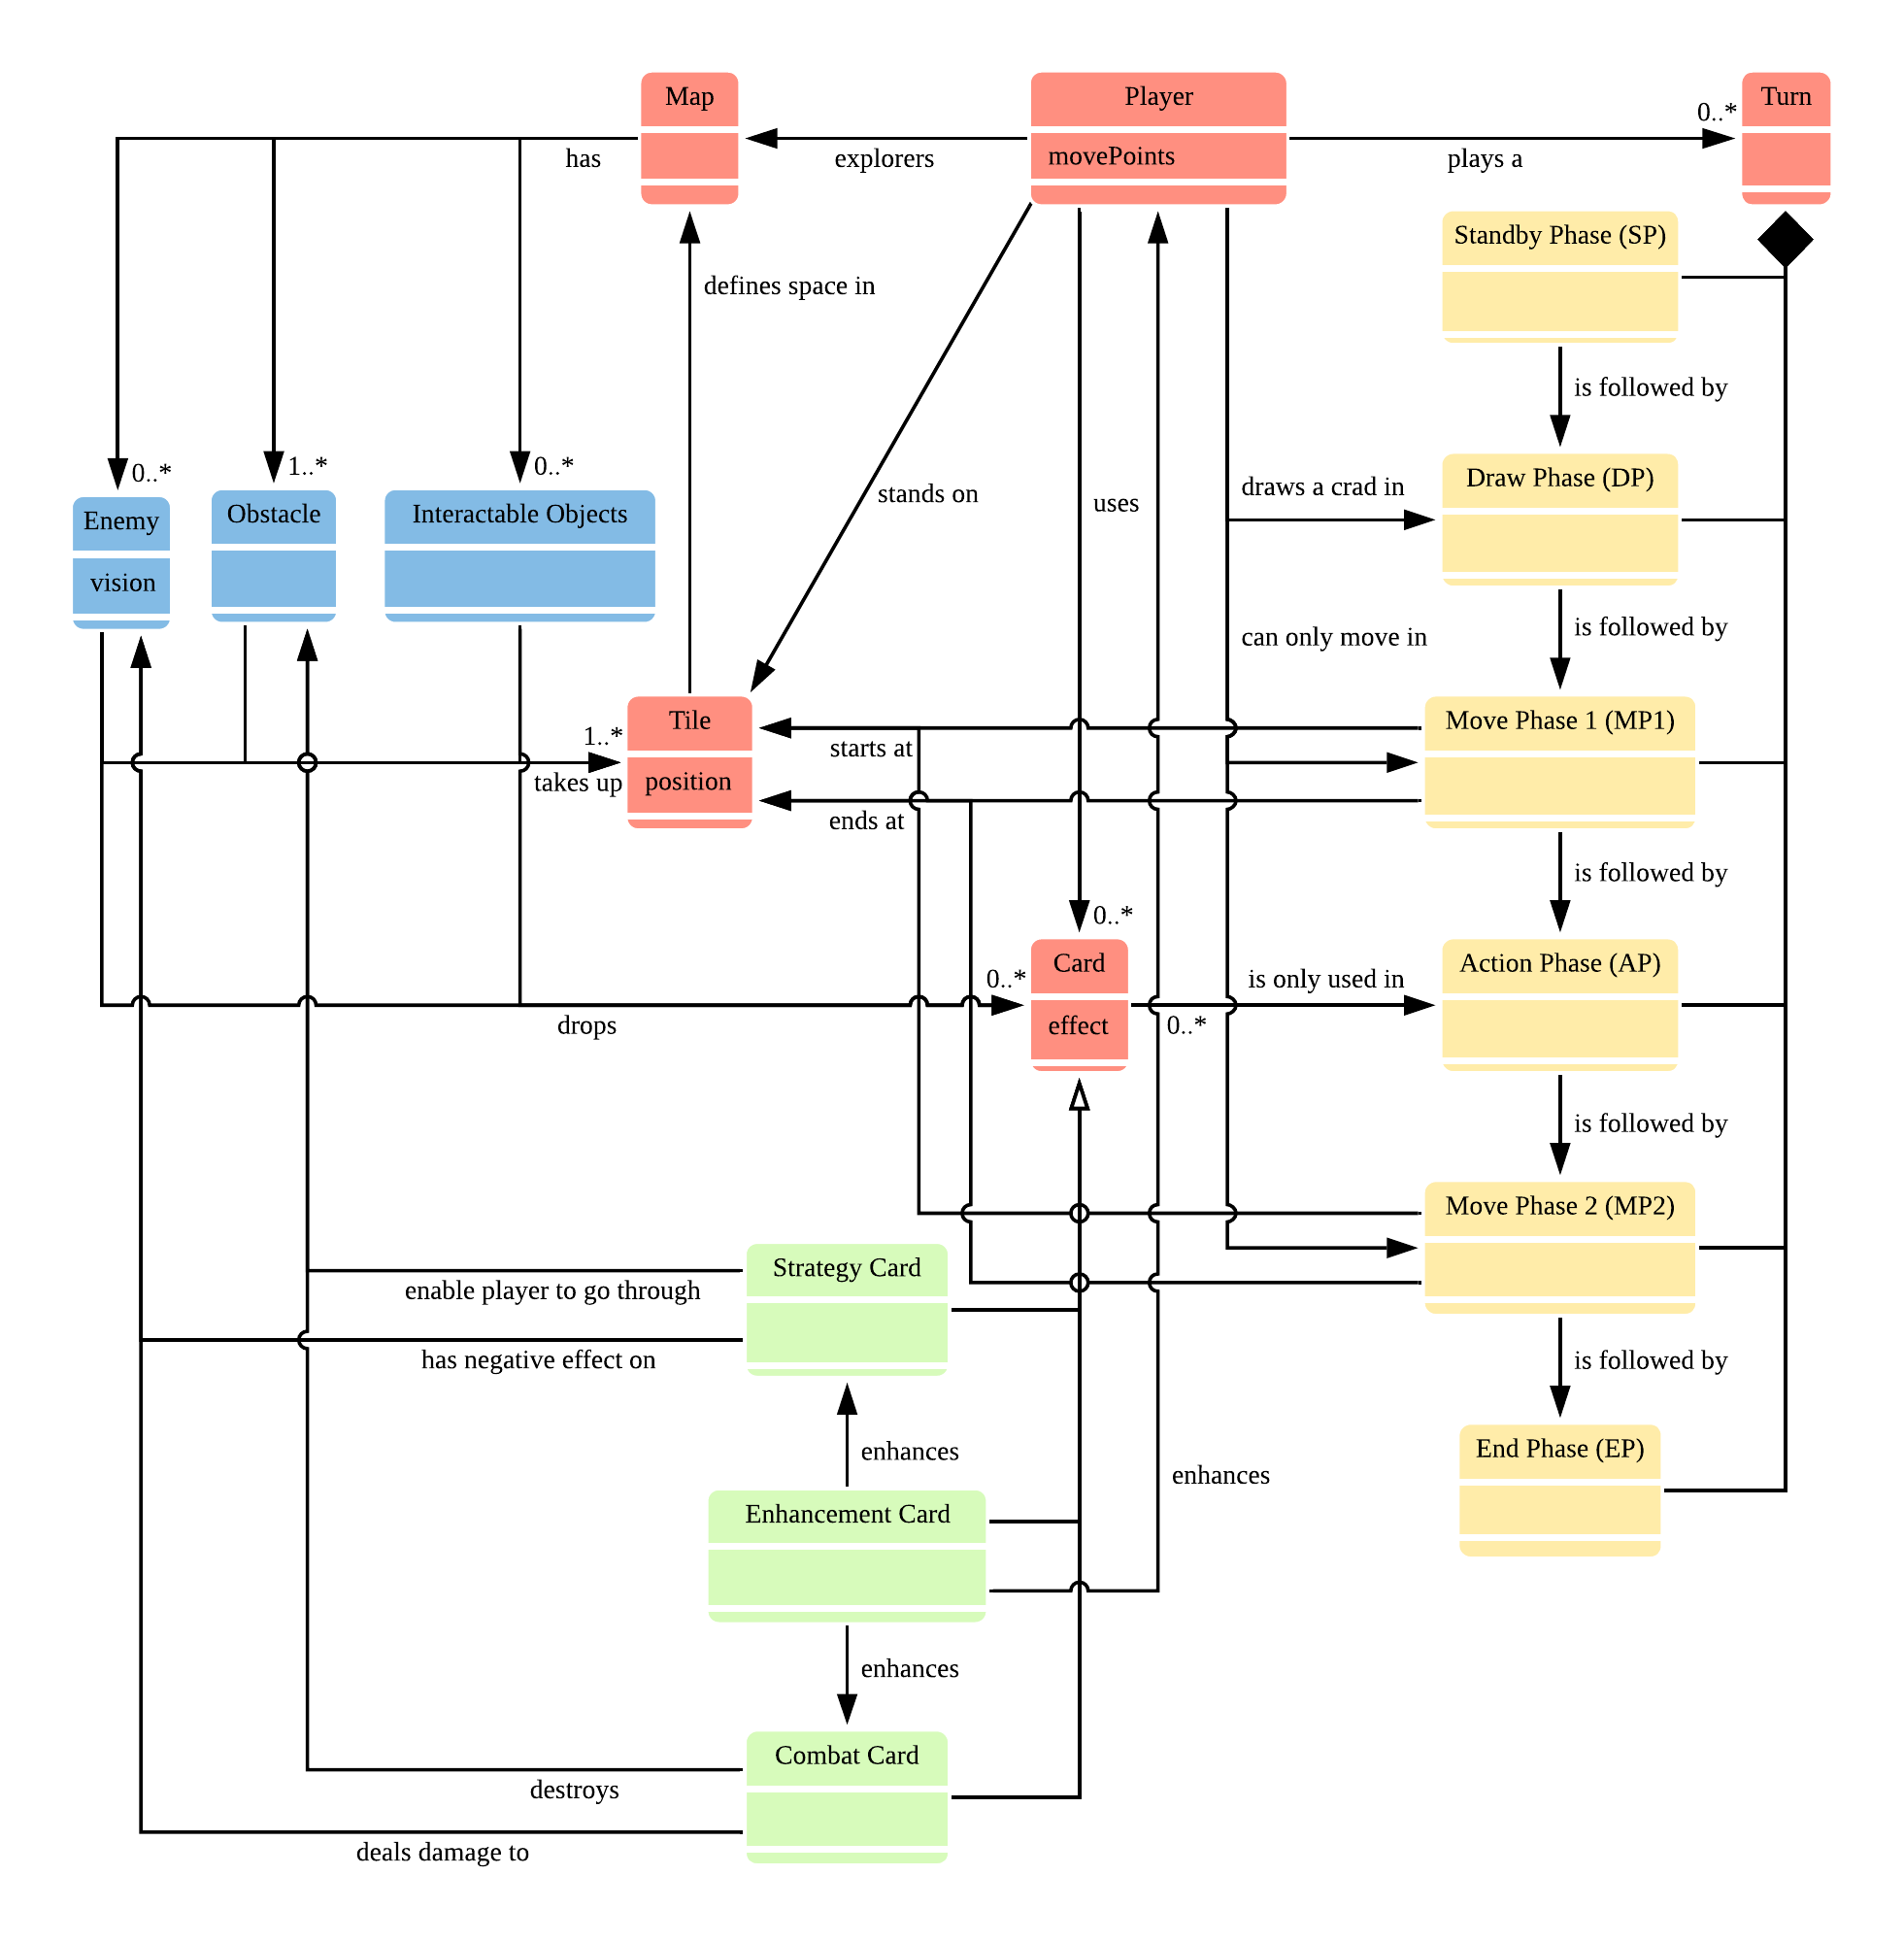 Map
Player
movePoints
Turn
0..*
has
explorers
plays a
Standby Phase (SP)
defines space in
is followed by
0..*
1..*
0..*
Enemy
vision
Obstacle
Interactable Objects
stands on
uses
draws a crad in
Draw Phase (DP)
can only move in
is followed by
1..*
takes up
Tile
position
starts at
ends at
Move Phase 1 (MP1)
is followed by
0..*
0..*
drops
Card
effect
is only used in
0..*
Action Phase (AP)
is followed by
Move Phase 2 (MP2)
Strategy Card
enable player to go through
has negative effect on
is followed by
enhances
enhances
End Phase (EP)
Enhancement Card
enhances
Combat Card
destroys
deals damage to